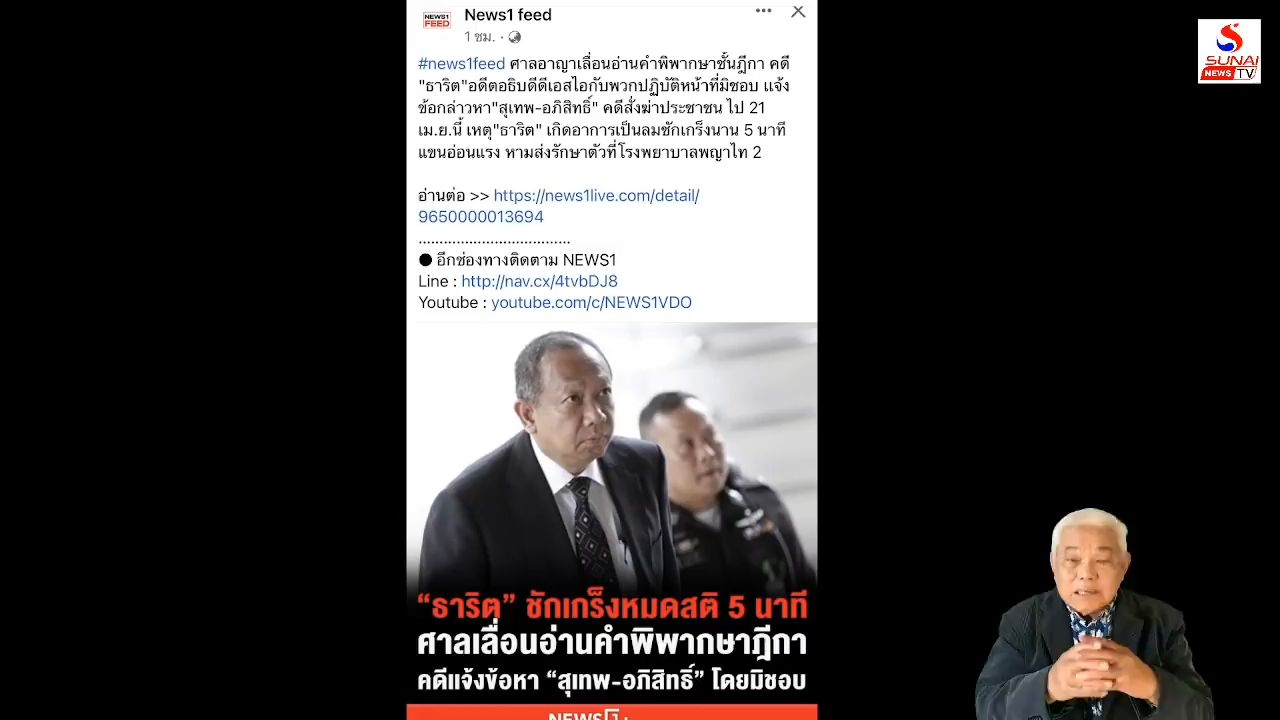 NEWS1 FEED
News1 feed
1 ชม. ·
#news1feed ศาลอาญาเลื่อนอ่านคำพิพากษาชั้นฎีกา คดี
"ธาริต"อดีตอธิบดีดีเอสไอกับพวกปฏิบัติหน้าที่มิชอบ แจ้ง
ข้อกล่าวหา"สุเทพ-อภิสิทธิ์" คดีสั่งฆ่าประชาชน ไป 21
เม.ย.นี้ เหตุ"ธาริต" เกิดอาการเป็นลมชักเกร็งนาน 5 นาที
แขนอ่อนแรง หามส่งรักษาตัวที่โรงพยาบาลพญาไท 2
อ่านต่อ >> https://news1live.com/detail/
9650000013694
....................................
● อีกช่องทางติดตาม NEWS1
Line : http://nav.cx/4tvbDJ8
Youtube : youtube.com/c/NEWS1VDO
“ธาริต” ชักเกร็งหมดสติ 5 นาที
ศาลเลื่อนอ่านคำพิพากษาฎีกา
คดีแจ้งข้อหา “สุเทพ-อภิสิทธิ์” โดยมิชอบ
NEWS1
SUNAI
NEWS TV